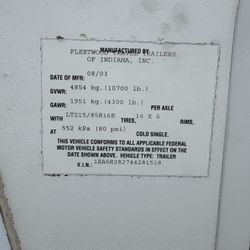 MANUFACTURED BY
FLEETWOOD TRAVEL TRAILERS
OF INDIANA, INC.
DATE OF MFR: 08/03
GVWR: 4854 kg.(10700 lb.)
GAWR: 1951 kg.(4300 lb.) PER AXLE
WITH LT215/85R16E TIRES, 16 X 6 RIMS,
AT 552 kPa (80 psi) COLD SINGLE.
THIS VEHICLE CONFORMS TO ALL APPLICABLE FEDERAL
MOTOR VEHICLE SAFETY STANDARDS IN EFFECT ON THE
DATE SHOWN ABOVE. VEHICLE TYPE: TRAILER
V.I.N.: